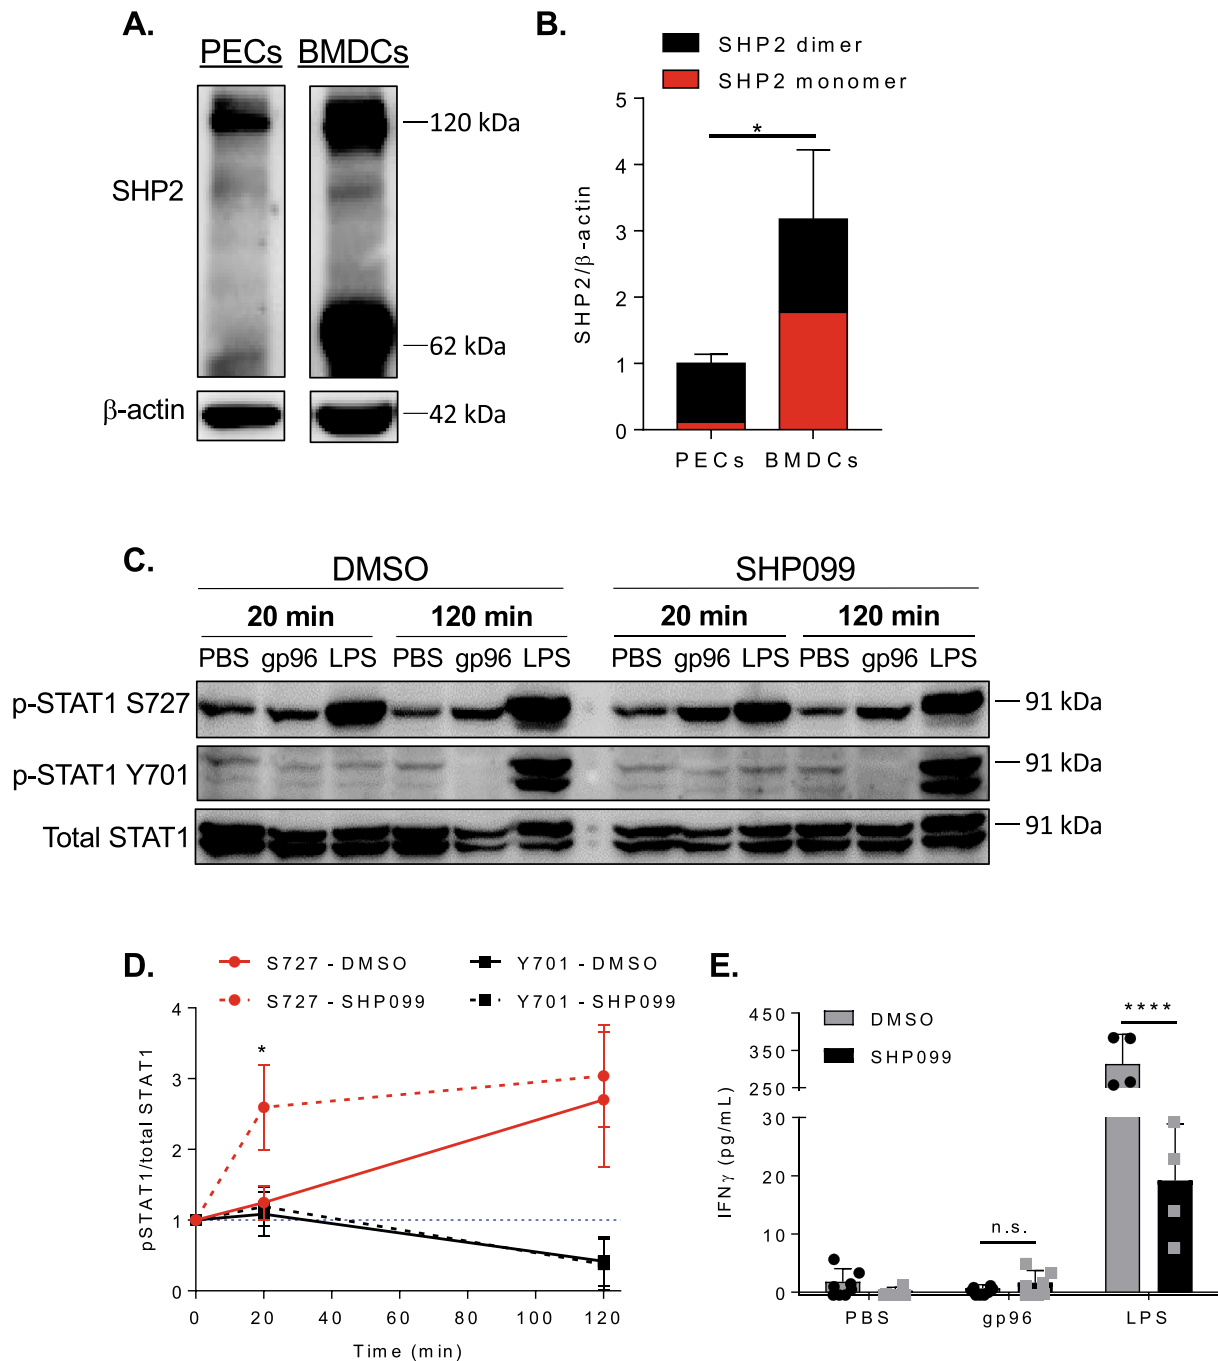 A.
PECs BMDCs
SHP2
120 kDa
62 kDa
β-actin
42 kDa
B.
SHP2 dimer
SHP2 monomer
5
4
3
2
1
0
SHP2/β-actin
*
PECs BMDCs
C.
DMSO SHP099
20 min 120 min 20 min 120 min
PBS gp96 LPS PBS gp96 LPS PBS gp96 LPS PBS gp96 LPS
p-STAT1 S727 91 kDa
p-STAT1 Y701 91 kDa
Total STAT1 91 kDa
D.
S727 - DMSO Y701 - DMSO
S727 - SHP099 Y701 - SHP099
4
3
2
1
0
pSTAT1/total STAT1
*
0 20 40 60 80 100 120
Time (min)
E.
DMSO
SHP099
450
350
250
30
20
10
0
IFNγ (pg/mL)
n.s.
****
PBS gp96 LPS